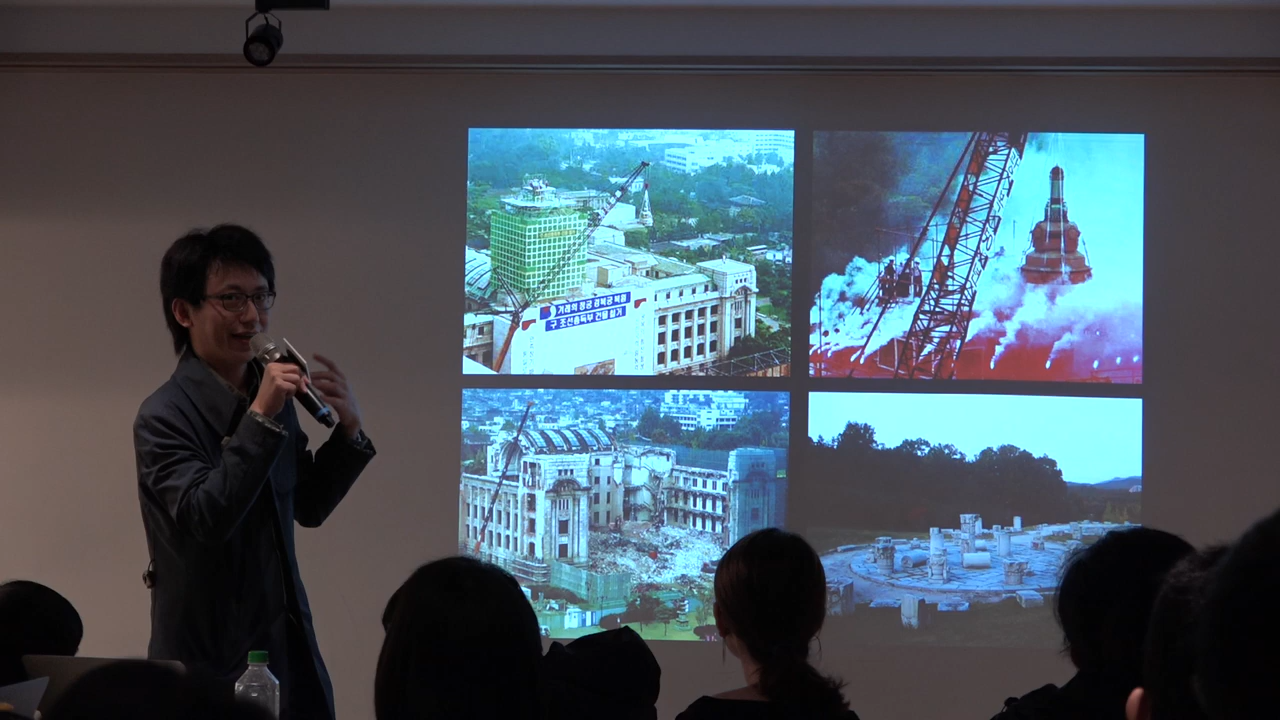 겨레의 정궁 경복궁 복원
구 조선총독부 건물 철거